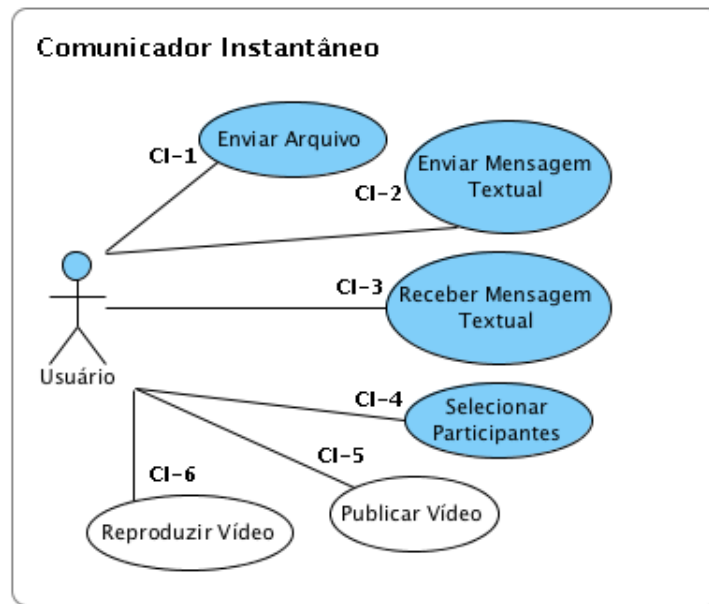 Comunicador Instantâneo
Enviar Arquivo
CI-1
Enviar Mensagem
Textual
CI-2
CI-3
Receber Mensagem
Textual
Usuário
CI-4
Selecionar
Participantes
CI-5
CI-6
Publicar Vídeo
Reproduzir Vídeo